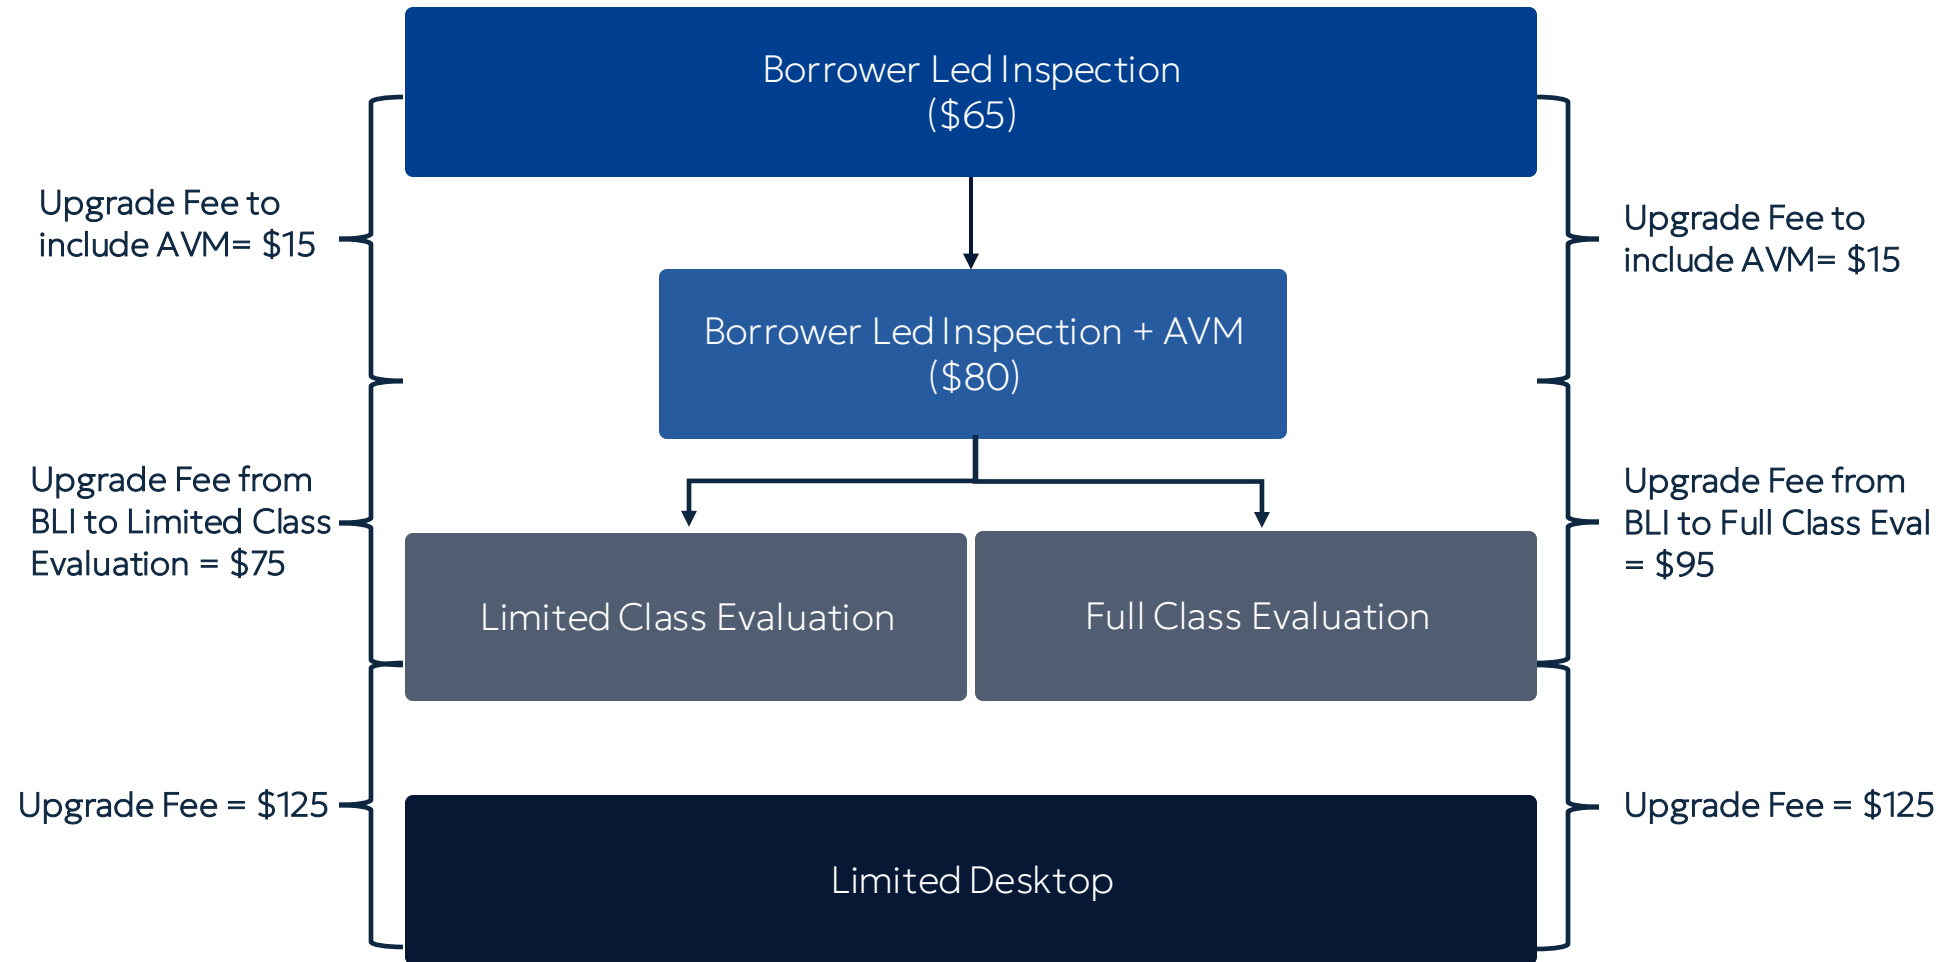 Borrower Led Inspection
($65)
Upgrade Fee to
include AVM= $15
Upgrade Fee to
include AVM= $15
Borrower Led Inspection + AVM
($80)
Upgrade Fee from
BLI to Limited Class
Evaluation = $75
Upgrade Fee from
BLI to Full Class Eval
= $95
Limited Class Evaluation
Full Class Evaluation
Upgrade Fee = $125
Upgrade Fee = $125
Limited Desktop